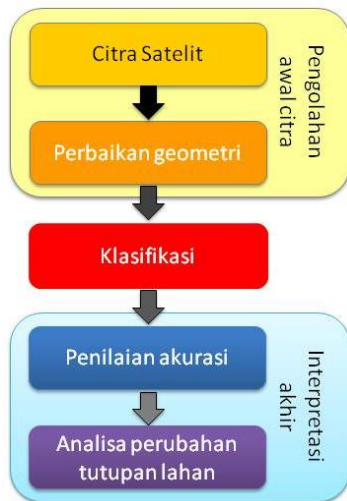 Citra Satelit
Perbaikan geometri
Pengolahan
awal citra
Klasifikasi
Penilaian akurasi
Analisa perubahan
tutupan lahan
Interpretasi
akhir